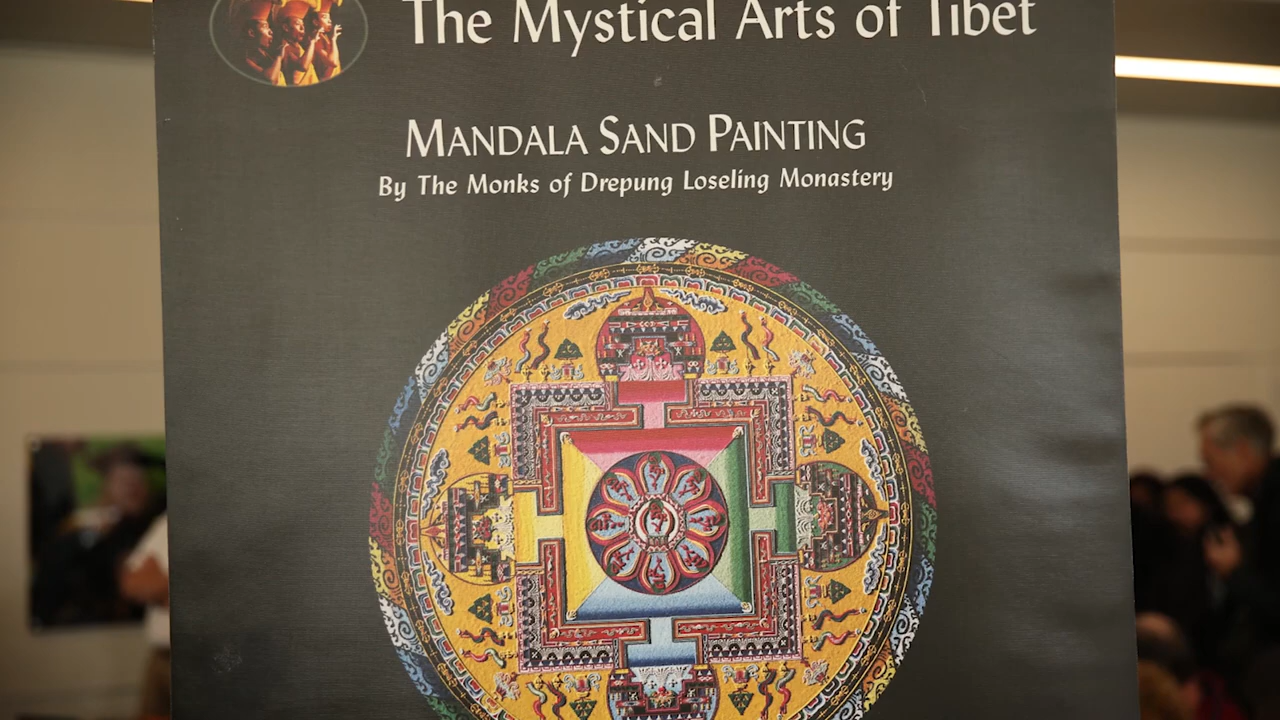 The Mystical Arts of Tibet
MANDALA SAND PAINTING
By The Monks of Drepung Loseling Monastery